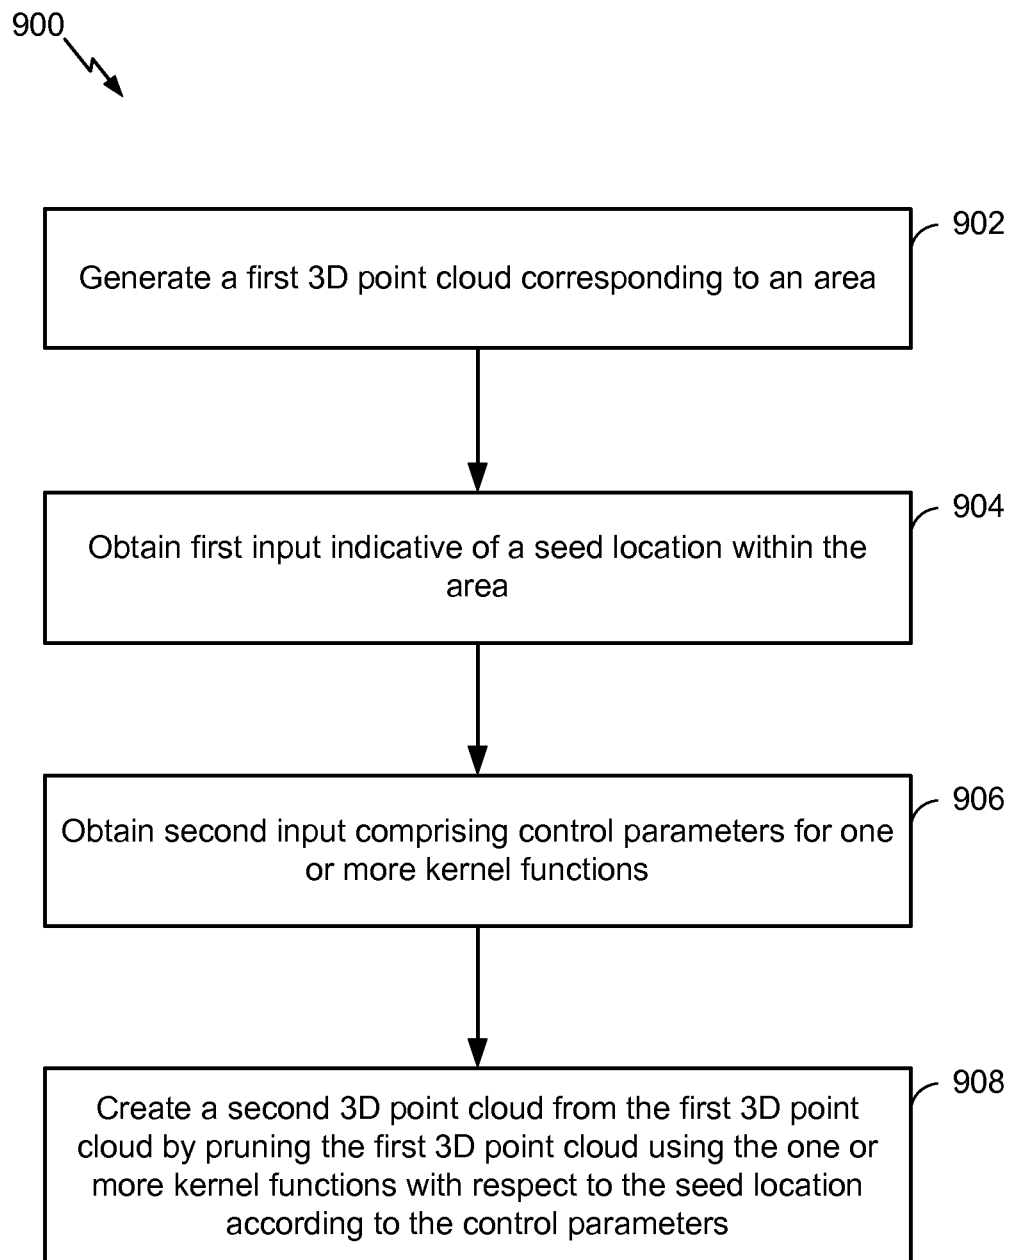 900
902
Generate a first 3D point cloud corresponding to an area
904
Obtain first input indicative of a seed location within the
area
906
Obtain second input comprising control parameters for one
or more kernel functions
908
Create a second 3D point cloud from the first 3D point
cloud by pruning the first 3D point cloud using the one or
more kernel functions with respect to the seed location
according to the control parameters